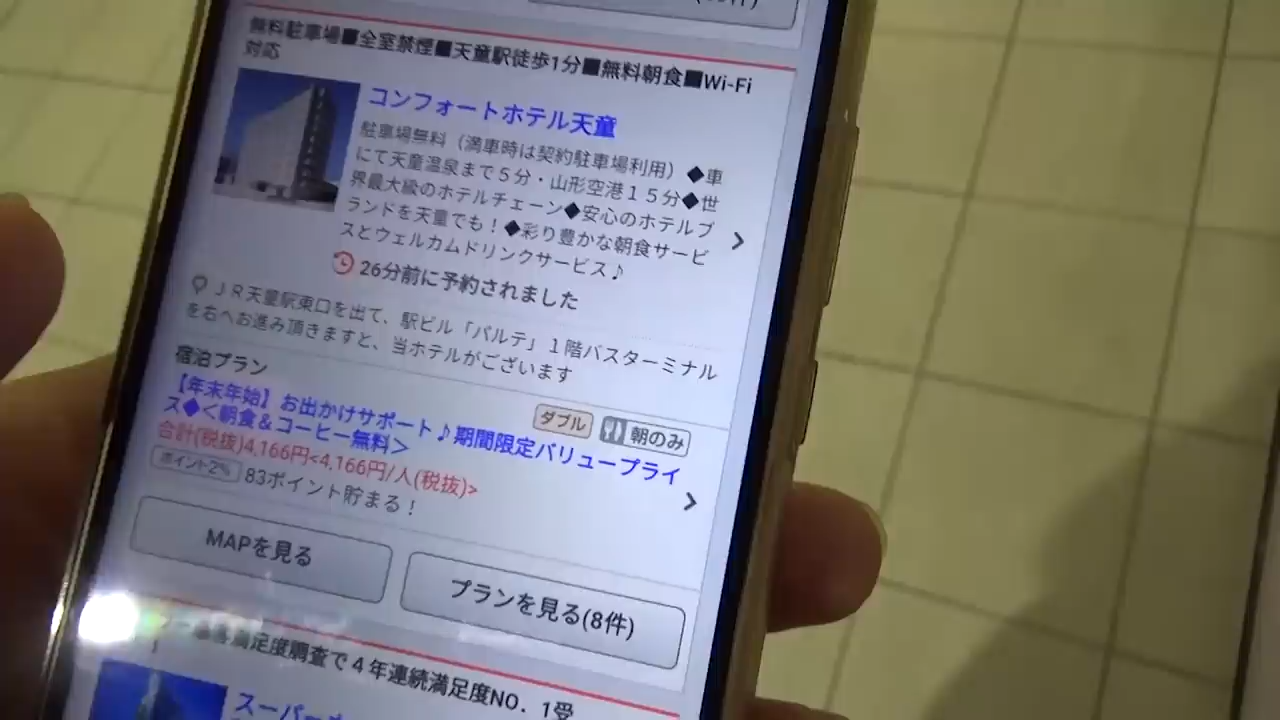 無料駐車場■全室禁煙■天童駅徒歩1分■無料朝食■Wi-Fi
対応
コンフォートホテル天童
駐車場無料（満車時は契約駐車場利用）◆車
にて天童温泉まで５分・山形空港１５分◆世
界最大級のホテルチェーン◆安心のホテルブ
ランドを天童でも！◆彩り豊かな朝食サービ
スとウェルカムドリンクサービス♪
26分前に予約されました
ＪＲ天童駅東口を出て、駅ビル「パルテ」１階バスターミナル
を右へお進み頂きますと、当ホテルがございます
宿泊プラン
ダブル 朝のみ
【年末年始】お出かけサポート♪期間限定バリュープライ
ス◆＜朝食＆コーヒー無料＞
合計(税抜)4,166円<4,166円/人(税抜)>
ポイント2% 83ポイント貯まる！
MAPを見る
プランを見る(8件)
満足度調査で４年連続満足度NO．1受
スーパー